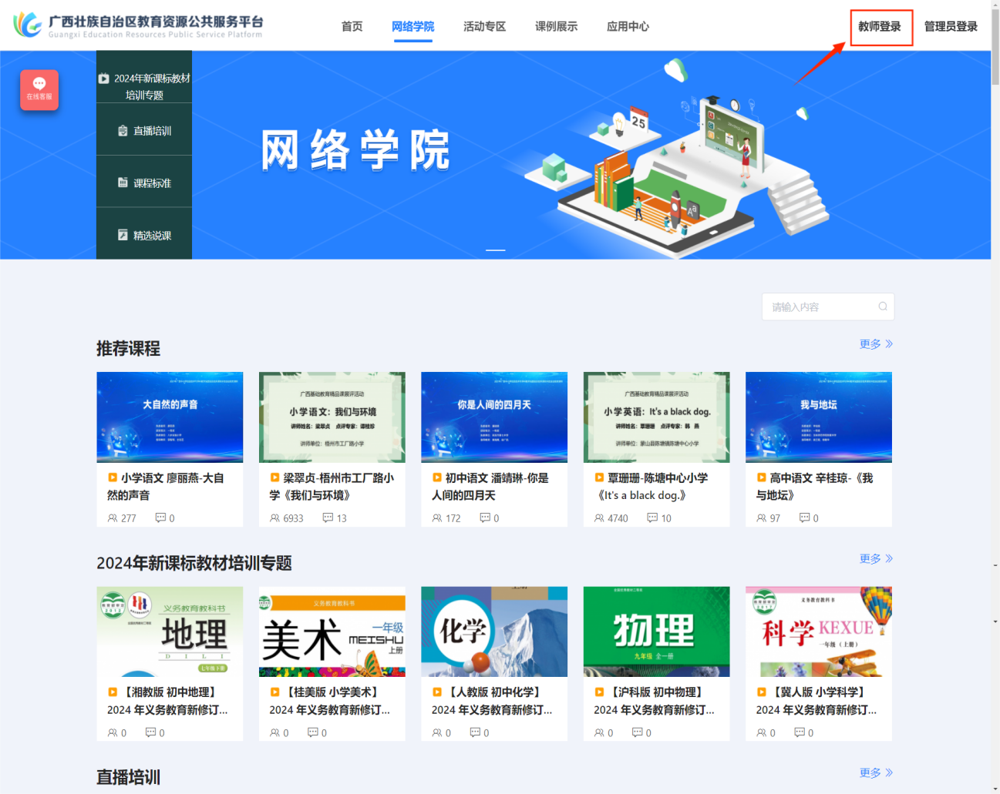 广西壮族自治区教育资源公共服务平台
Guangxi Education Resources Public Service Platform
首页 网络学院 活动专区 课例展示 应用中心 教师登录 管理员登录
在线客服
2024年新课标教材
培训专题
直播培训
课程标准
精选说课
网络学院
25
请输入内容
推荐课程 更多
大自然的声音
广西基础教育精品课展评活动
小学语文：我们与环境
讲师姓名：梁翠贞 点评专家：谭桂珍
讲师单位：梧州市工厂路小学
你是人间的四月天
广西基础教育精品课展评活动
小学英语：It's a black dog.
讲师姓名：覃珊珊 点评专家：韩 燕
讲师单位：蒙山县陈塘镇陈塘中心小学
我与地坛
小学语文 廖丽燕-大自
然的声音
277 0
梁翠贞-梧州市工厂路小
学《我们与环境》
6933 13
初中语文 潘靖琳-你是
人间的四月天
172 0
覃珊珊-陈塘中心小学
《It's a black dog.》
4740 10
高中语文 辛桂琼-《我
与地坛》
97 0
2024年新课标教材培训专题 更多
义务教育教科书
地理
DILI
七年级下册
义务教育教科书
美术
一年级
MEISHU
上册
化学
物理
九年级 全一册
义务教育教科书
科学 KEXUE
一年级（上册）
【湘教版 初中地理】
2024 年义务教育新修订...
0 0
【桂美版 小学美术】
2024 年义务教育新修订...
0 0
【人教版 初中化学】
2024 年义务教育新修订...
0 0
【沪科版 初中物理】
2024 年义务教育新修订...
0 0
【冀人版 小学科学】
2024 年义务教育新修订...
0 0
直播培训 更多